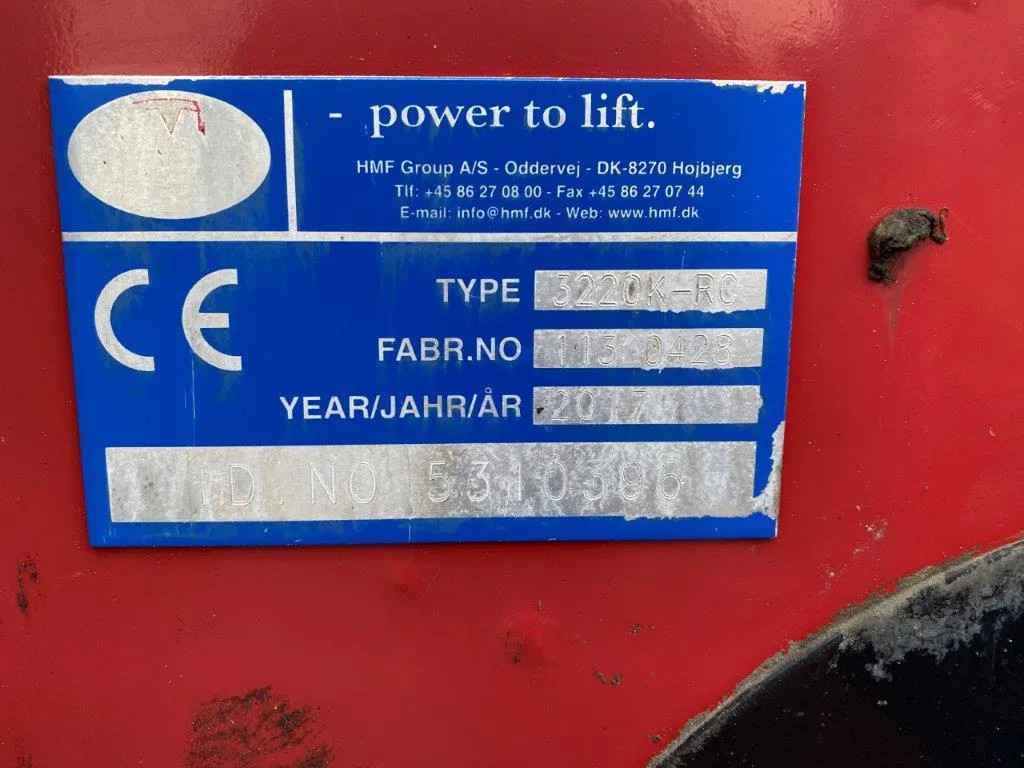 - power to lift.
HMF Group A/S - Oddervej - DK-8270 Hojbjerg
Tlf: +45 86 27 08 00 - Fax +45 86 27 07 44
E-mail: info@hmf.dk - Web: www.hmf.dk
CE
TYPE 3220K-RC
FABR.NO 113 0428
YEAR/JAHR/ÅR 2017
ID NO 5310386